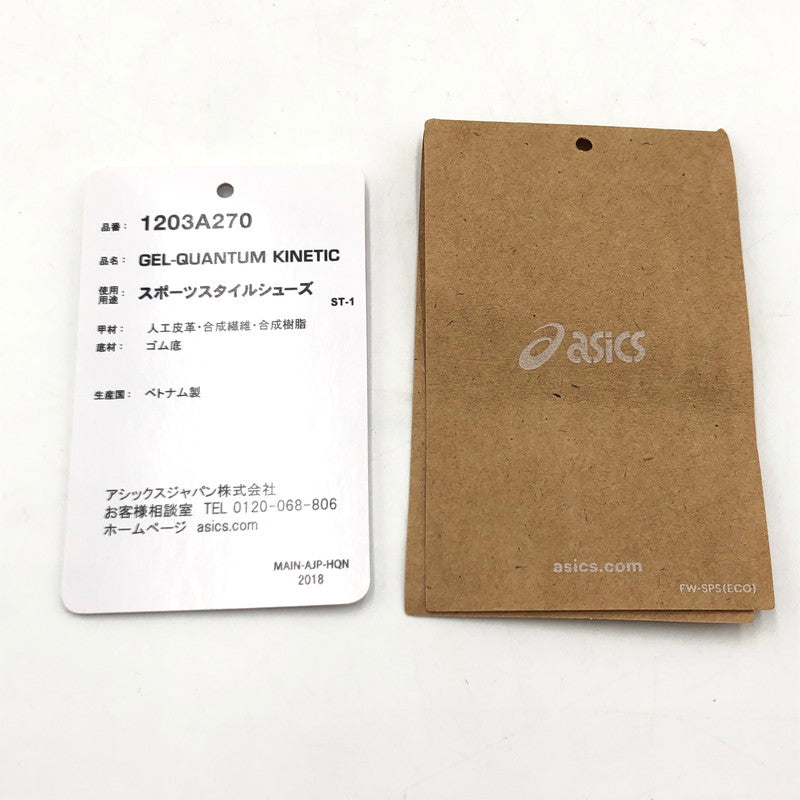 品番: 1203A270
品名: GEL-QUANTUM KINETIC
使用用途: スポーツスタイルシューズ ST-1
甲材: 人工皮革・合成繊維・合成樹脂
底材: ゴム底
生産国: ベトナム製
アシックスジャパン株式会社
お客様相談室 TEL 0120-068-806
ホームページ asics.com
MAIN-AJP-HQN
2018
asics
asics.com
FW-SPS(ECO)